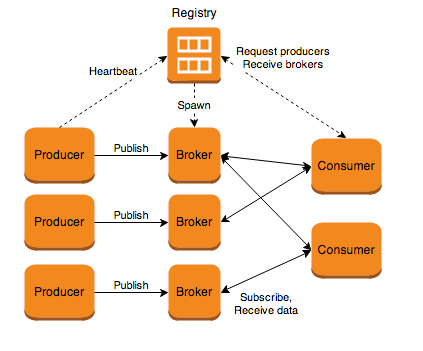 Registry
Request producers
Receive brokers
Heartbeat
Spawn
Producer
Publish
Broker
Consumer
Producer
Publish
Broker
Consumer
Producer
Publish
Broker
Subscribe,
Receive data